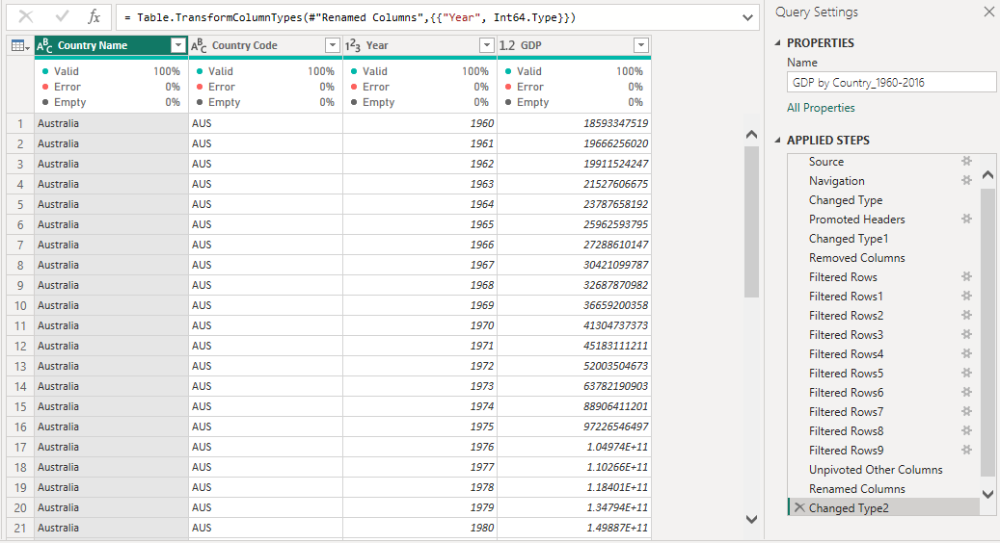 fx = Table.TransformColumnTypes(#"Renamed Columns",{{"Year", Int64.Type}})
ABC Country Name ABC Country Code 123 Year 1.2 GDP
Valid 100% Valid 100% Valid 100% Valid 100%
Error 0% Error 0% Error 0% Error 0%
Empty 0% Empty 0% Empty 0% Empty 0%
1 Australia AUS 1960 18593347519
2 Australia AUS 1961 19666256020
3 Australia AUS 1962 19911524247
4 Australia AUS 1963 21527606675
5 Australia AUS 1964 23787658192
6 Australia AUS 1965 25962593795
7 Australia AUS 1966 27288610147
8 Australia AUS 1967 30421099787
9 Australia AUS 1968 32687870982
10 Australia AUS 1969 36659200358
11 Australia AUS 1970 41304737373
12 Australia AUS 1971 45183111211
13 Australia AUS 1972 52003504673
14 Australia AUS 1973 63782190903
15 Australia AUS 1974 88906411201
16 Australia AUS 1975 97226546497
17 Australia AUS 1976 1.04974E+11
18 Australia AUS 1977 1.10266E+11
19 Australia AUS 1978 1.18401E+11
20 Australia AUS 1979 1.34794E+11
21 Australia AUS 1980 1.49887E+11
Query Settings
PROPERTIES
Name
GDP by Country_1960-2016
All Properties
APPLIED STEPS
Source
Navigation
Changed Type
Promoted Headers
Changed Type1
Removed Columns
Filtered Rows
Filtered Rows1
Filtered Rows2
Filtered Rows3
Filtered Rows4
Filtered Rows5
Filtered Rows6
Filtered Rows7
Filtered Rows8
Filtered Rows9
Unpivoted Other Columns
Renamed Columns
Changed Type2